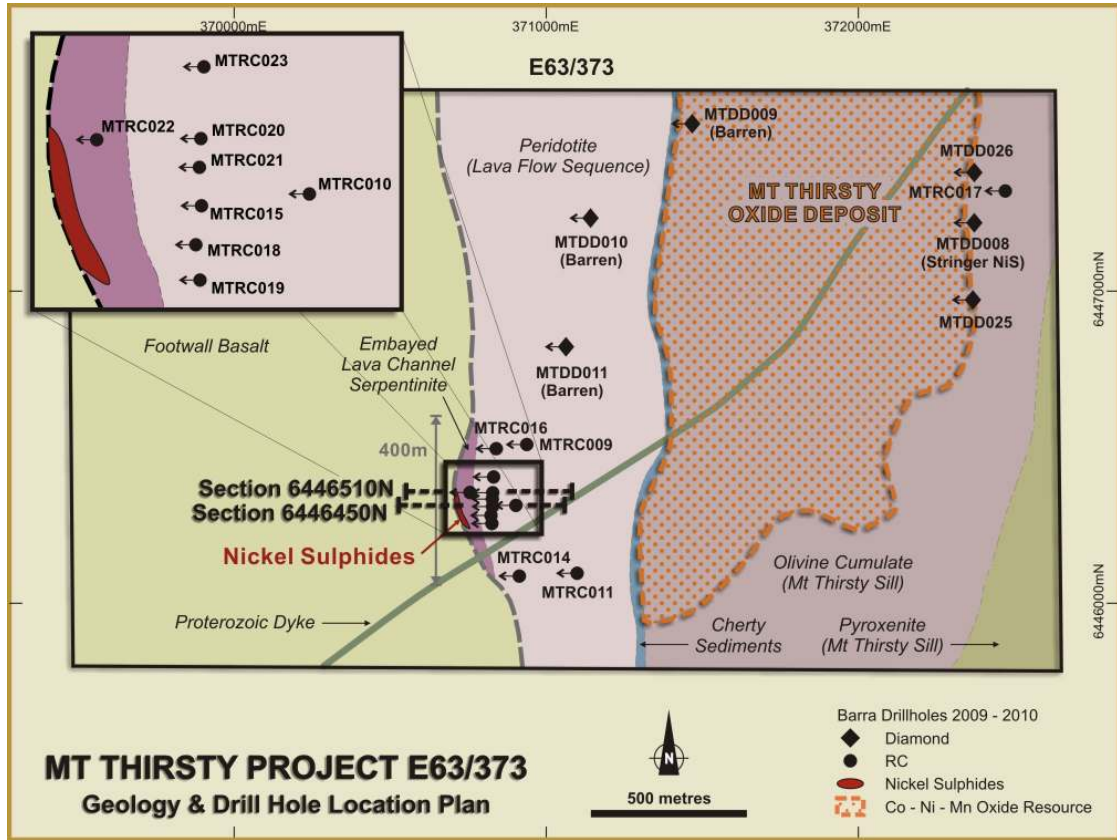 370000mE
371000mE
372000mE
E63/373
MTRC023
MTRC022
MTRC020
MTRC021
MTRC010
MTRC015
MTRC018
MTRC019
Peridotite
(Lava Flow Sequence)
MTDD009
(Barren)
MTDD026
MTRC017
MT THIRSTY
OXIDE DEPOSIT
MTDD010
(Barren)
MTDD008
(Stringer NiS)
6447000mN
MTDD025
Footwall Basalt
Embayed
Lava Channel
Serpentinite
MTDD011
(Barren)
MTRC016
MTRC009
400m
Section 6446510N
Section 6446450N
Nickel Sulphides
MTRC014
MTRC011
Olivine Cumulate
(Mt Thirsty Sill)
6446000mN
Proterozoic Dyke
Cherty
Sediments
Pyroxenite
(Mt Thirsty Sill)
MT THIRSTY PROJECT E63/373
Geology & Drill Hole Location Plan
N
500 metres
Barra Drillholes 2009 - 2010
Diamond
RC
Nickel Sulphides
Co - Ni - Mn Oxide Resource